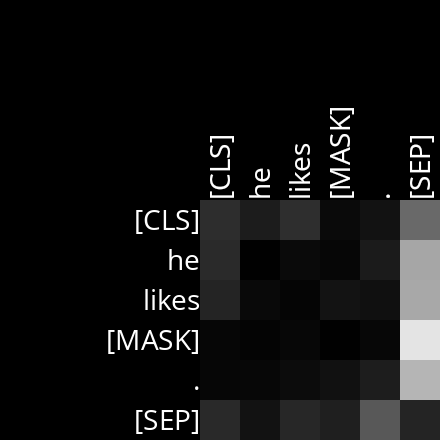 [CLS] he likes [MASK] . [SEP]
[CLS]
he
likes
[MASK]
.
[SEP]